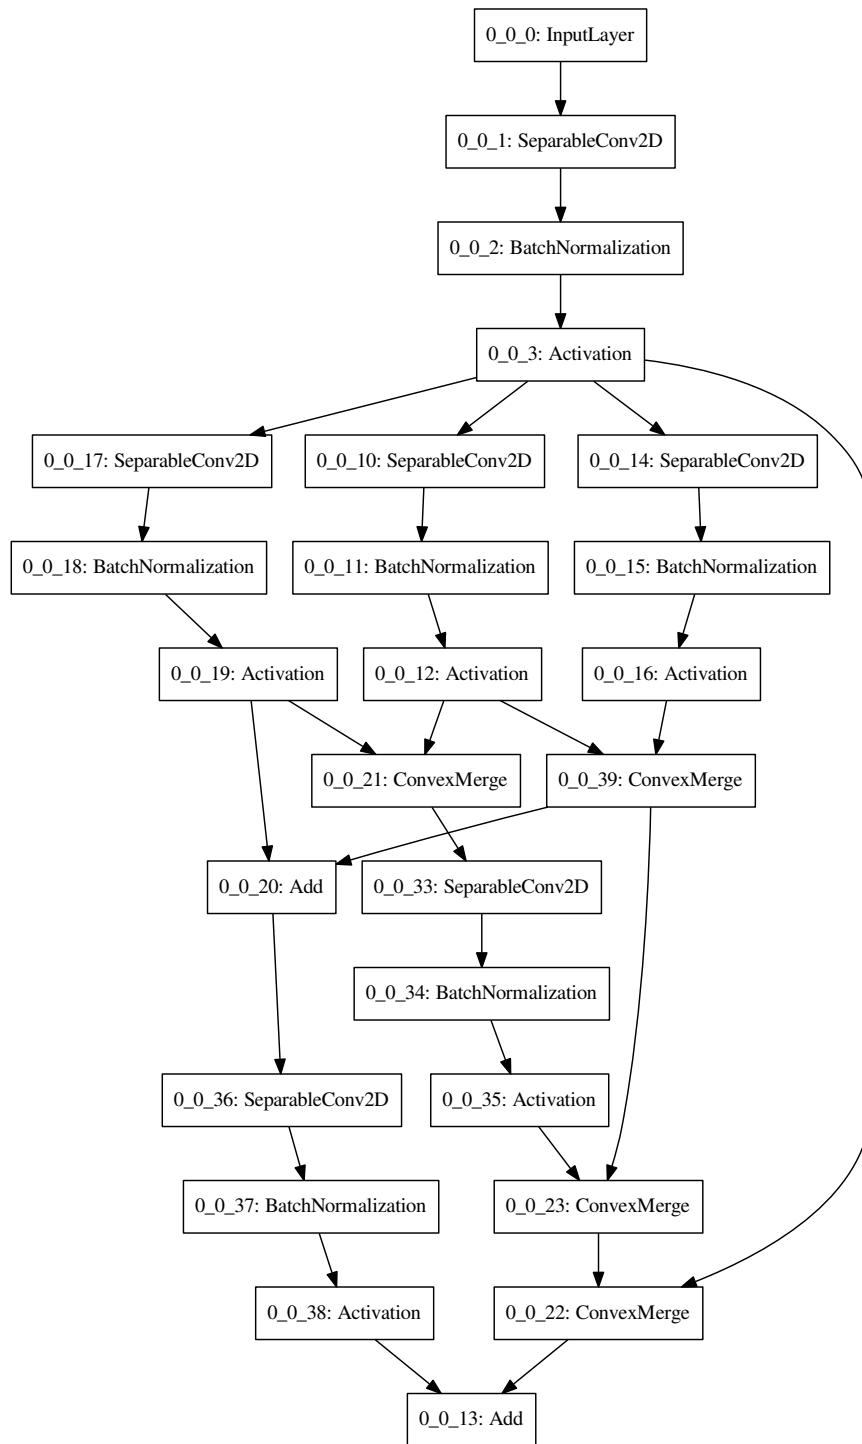 0_0_0: InputLayer
0_0_1: SeparableConv2D
0_0_2: BatchNormalization
0_0_3: Activation
0_0_17: SeparableConv2D
0_0_10: SeparableConv2D
0_0_14: SeparableConv2D
0_0_18: BatchNormalization
0_0_11: BatchNormalization
0_0_15: BatchNormalization
0_0_19: Activation
0_0_12: Activation
0_0_16: Activation
0_0_21: ConvexMerge
0_0_39: ConvexMerge
0_0_20: Add
0_0_33: SeparableConv2D
0_0_34: BatchNormalization
0_0_36: SeparableConv2D
0_0_35: Activation
0_0_37: BatchNormalization
0_0_23: ConvexMerge
0_0_38: Activation
0_0_22: ConvexMerge
0_0_13: Add